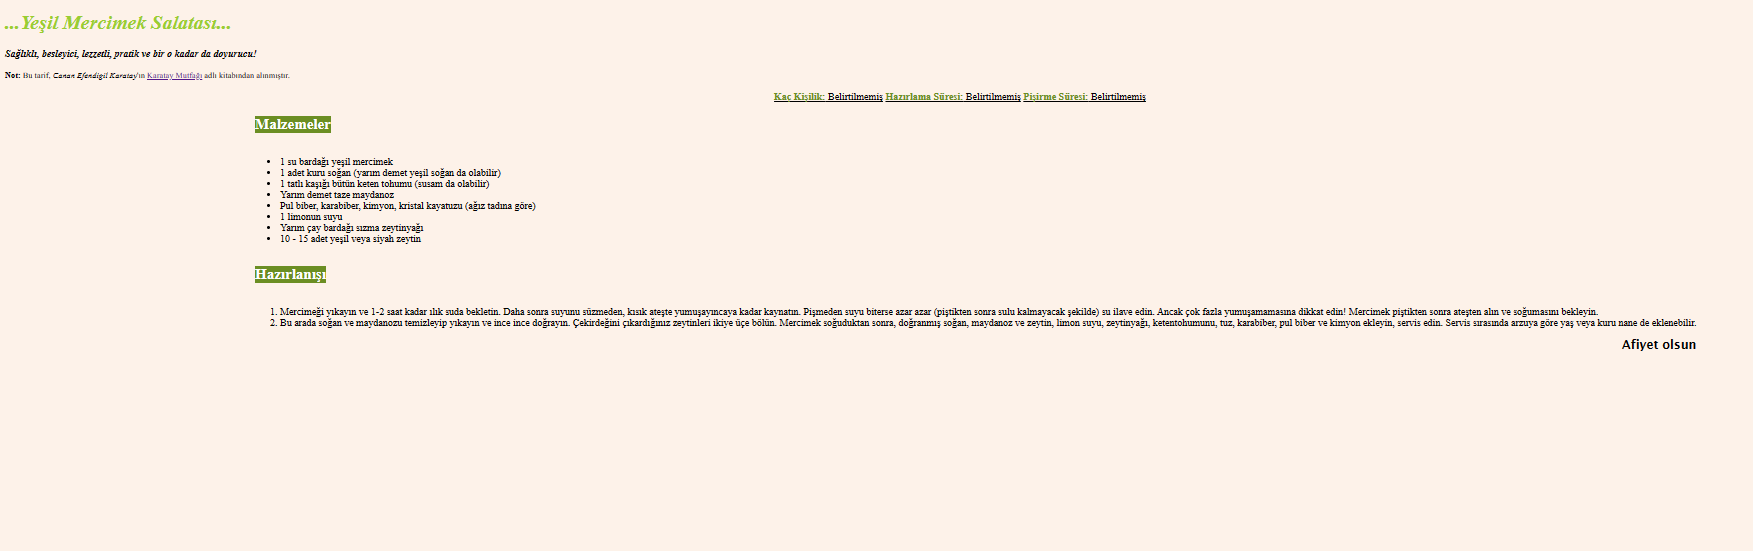 ...Yeşil Mercimek Salatası...
Sağlıklı, besleyici, lezzetli, pratik ve bir o kadar da doyurucu!
Not: Bu tarif, Canan Efendigil Karatay'ın Karatay Mutfağı adlı kitabından alınmıştır.
Kaç Kişilik: Belirtilmemiş Hazırlama Süresi: Belirtilmemiş Pişirme Süresi: Belirtilmemiş
Malzemeler
• 1 su bardağı yeşil mercimek
• 1 adet kuru soğan (yarım demet yeşil soğan da olabilir)
• 1 tatlı kaşığı bütün keten tohumu (susam da olabilir)
• Yarım demet taze maydanoz
• Pul biber, karabiber, kimyon, kristal kayatuzu (ağız tadına göre)
• 1 limonun suyu
• Yarım çay bardağı sızma zeytinyağı
• 10 - 15 adet yeşil veya siyah zeytin
Hazırlanışı
1. Mercimeği yıkayın ve 1-2 saat kadar ılık suda bekletin. Daha sonra suyunu süzmeden, kısık ateşte yumuşayıncaya kadar kaynatın. Pişmeden suyu biterse azar azar (piştikten sonra sulu kalmayacak şekilde) su ilave edin. Ancak çok fazla yumuşamamasına dikkat edin! Mercimek piştikten sonra ateşten alın ve soğumasını bekleyin.
2. Bu arada soğan ve maydanozu temizleyip yıkayın ve ince ince doğrayın. Çekirdeğini çıkardığınız zeytinleri ikiye üçe bölün. Mercimek soğuduktan sonra, doğranmış soğan, maydanoz ve zeytin, limon suyu, zeytinyağı, ketentohumunu, tuz, karabiber, pul biber ve kimyon ekleyin, servis edin. Servis sırasında arzuya göre yaş veya kuru nane de eklenebilir.
Afiyet olsun